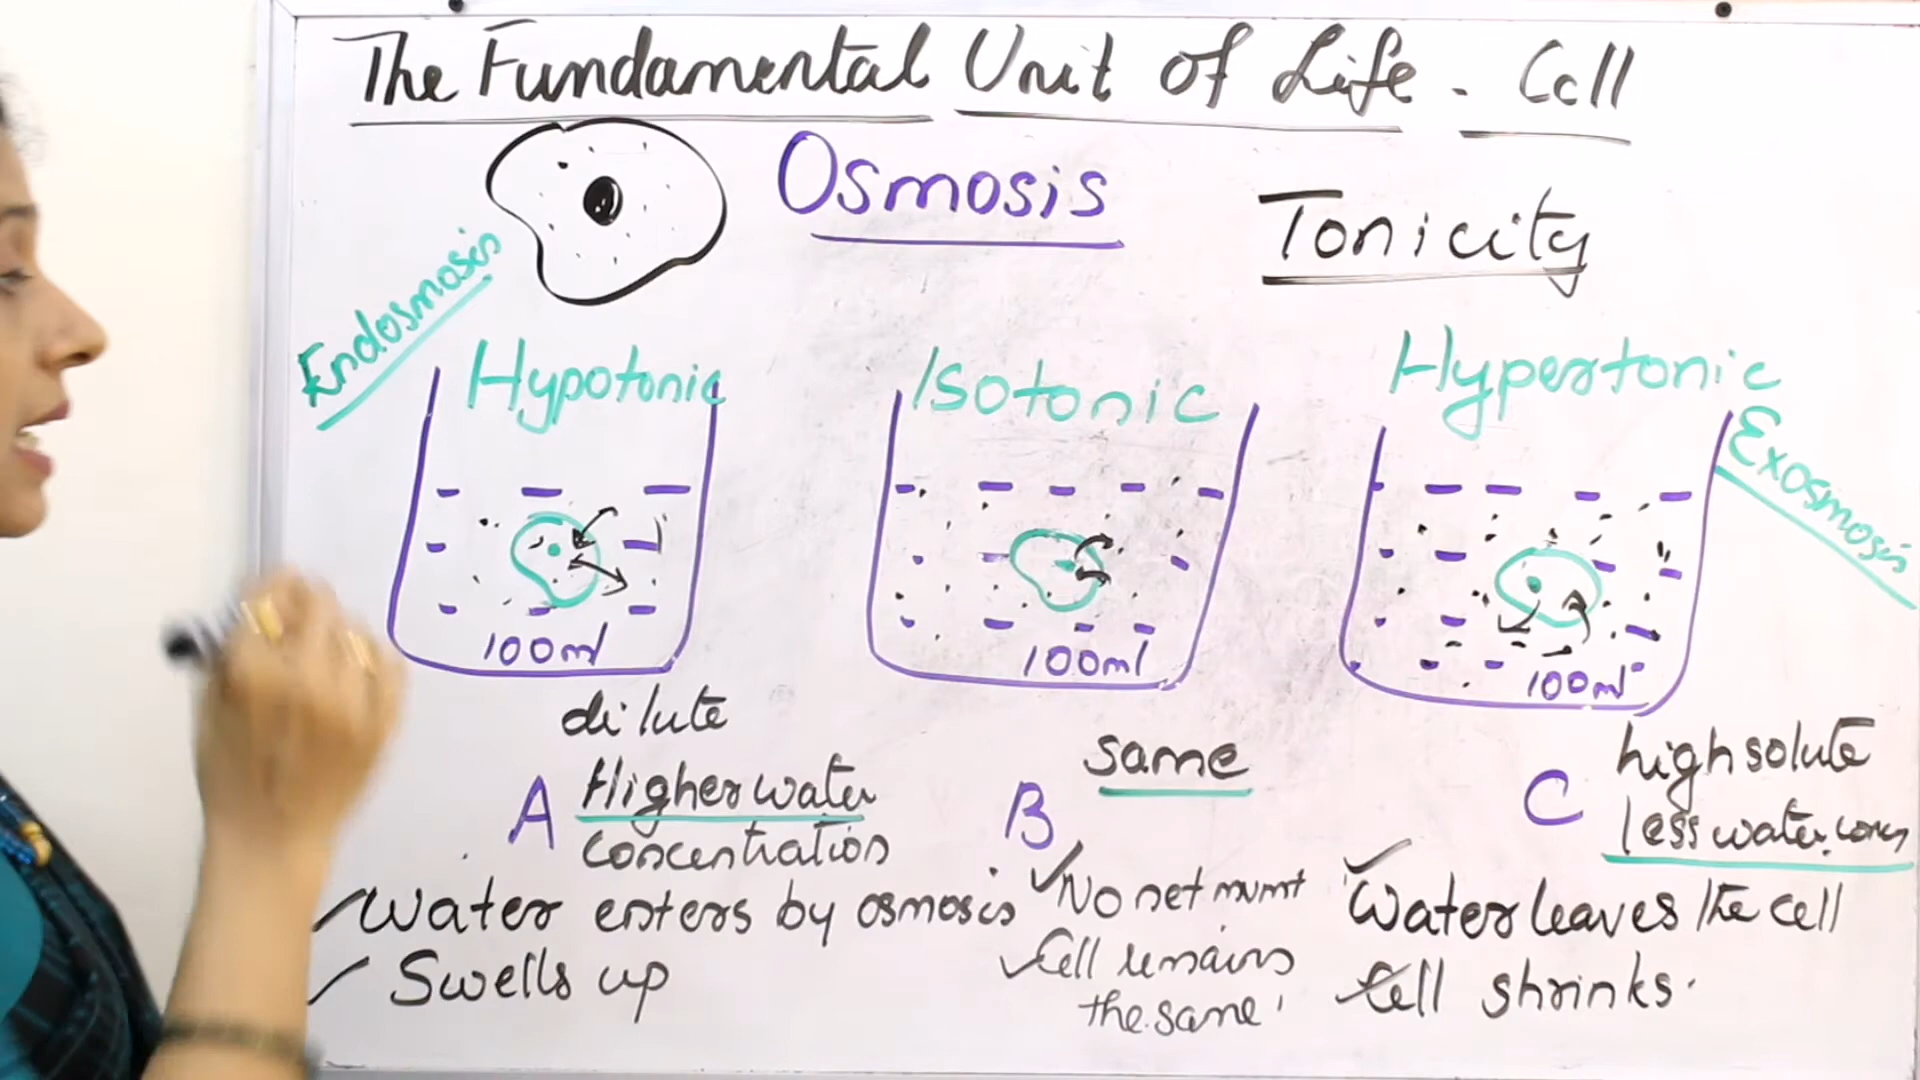 The Fundamental Unit Of Life - Cell
Osmosis
Tonicity
Endosmosis
Hypotonic
Isotonic
Hypertonic
Exosmosis
100ml
100ml
100ml
dilute
A Higher water
concentration
same
B
C high solute
less water concn
Water enters by osmosis
Swells up
No net mvmt
Cell remains
the same
Water leaves the cell
Cell shrinks.